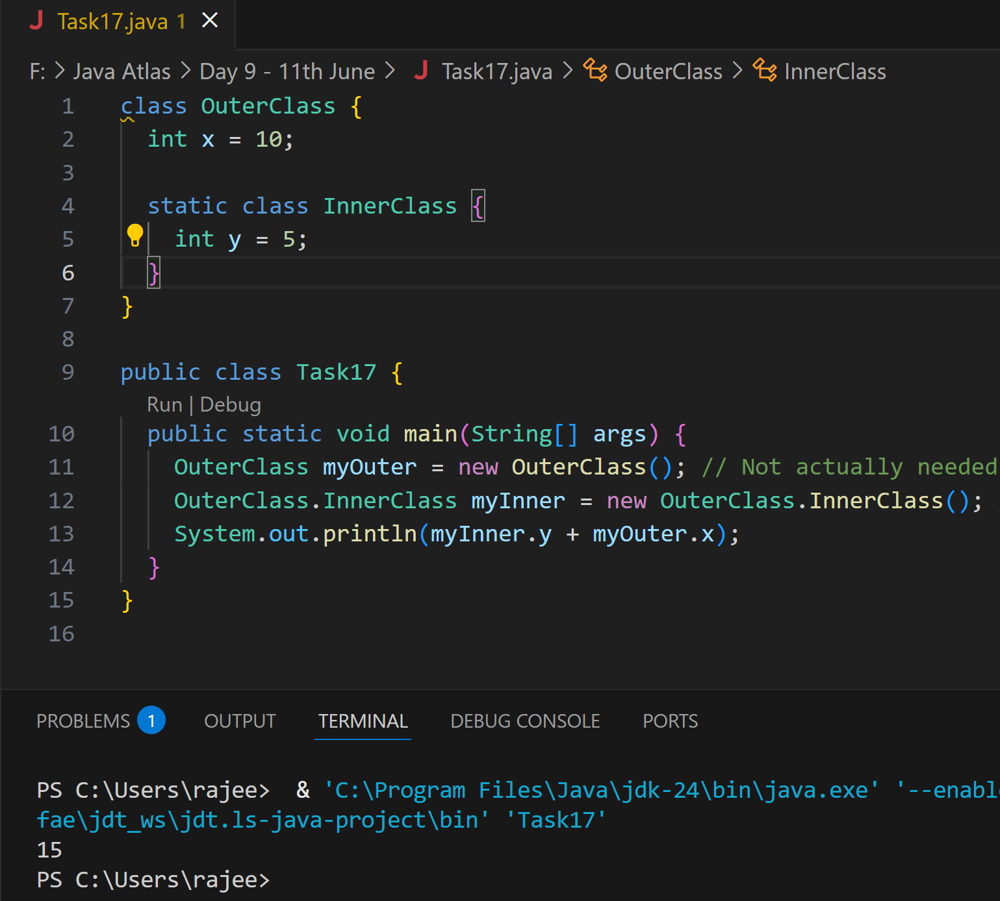 J Task17.java 1
F: > Java Atlas > Day 9 - 11th June > J Task17.java > OuterClass > InnerClass
1 class OuterClass {
2   int x = 10;
3
4   static class InnerClass {
5     int y = 5;
6   }
7 }
8
9 public class Task17 {
Run | Debug
10   public static void main(String[] args) {
11     OuterClass myOuter = new OuterClass(); // Not actually needed
12     OuterClass.InnerClass myInner = new OuterClass.InnerClass();
13     System.out.println(myInner.y + myOuter.x);
14   }
15 }
16
PROBLEMS 1 OUTPUT TERMINAL DEBUG CONSOLE PORTS
PS C:\Users\rajee>  & 'C:\Program Files\Java\jdk-24\bin\java.exe' '--enabl
fae\jdt_ws\jdt.ls-java-project\bin' 'Task17'
15
PS C:\Users\rajee>